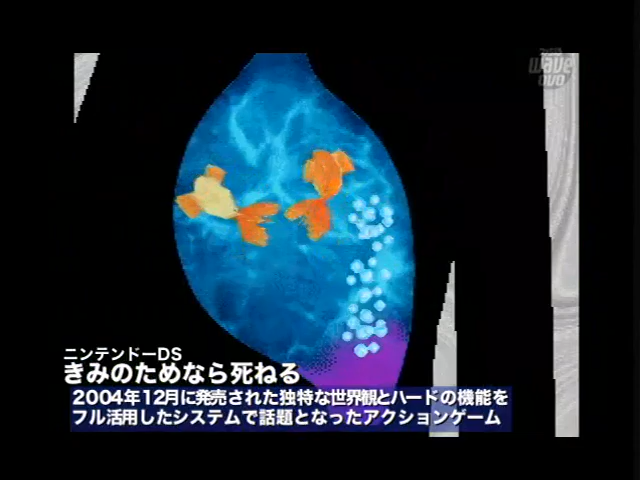 wave
DVD
ニンテンドーDS
きみのためなら死ねる
2004年12月に発売された独特な世界観とハードの機能を
フル活用したシステムで話題となったアクションゲーム